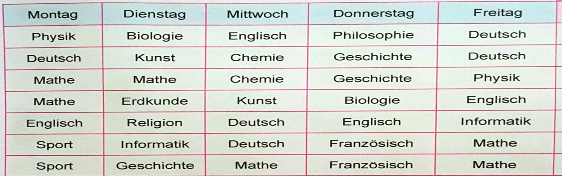 Montag Dienstag Mittwoch Donnerstag Freitag
Physik Biologie Englisch Philosophie Deutsch
Deutsch Kunst Chemie Geschichte Deutsch
Mathe Mathe Chemie Geschichte Physik
Mathe Erdkunde Kunst Biologie Englisch
Englisch Religion Deutsch Englisch Informatik
Sport Informatik Deutsch Französisch Mathe
Sport Geschichte Mathe Französisch Mathe